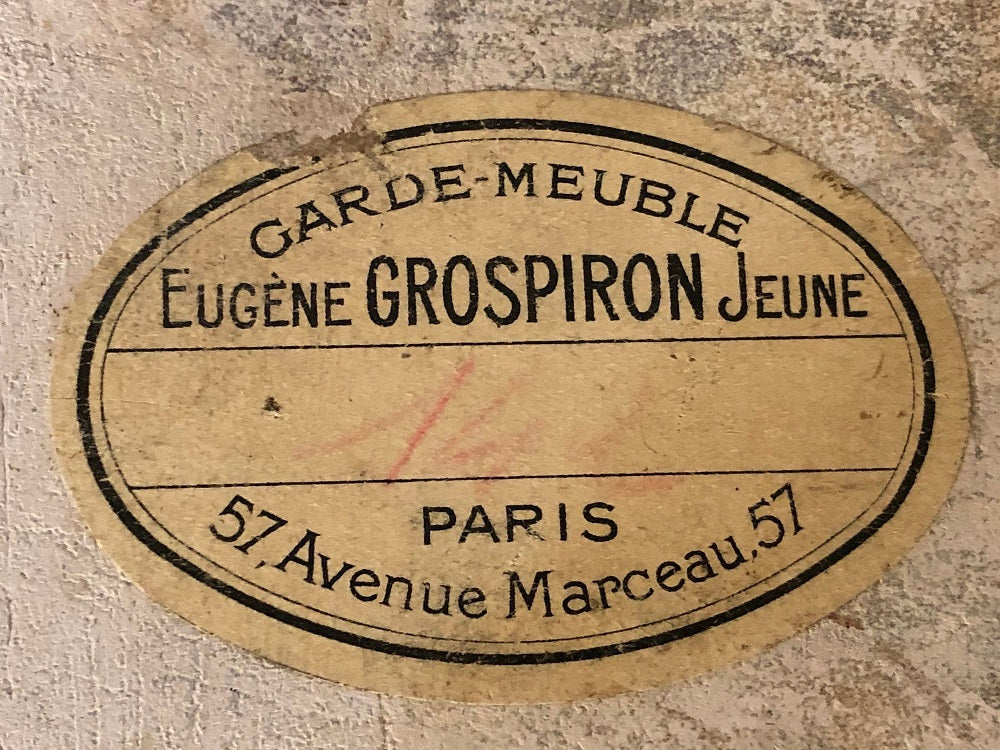 GARDE-MEUBLE
EUGÈNE GROSPIRON JEUNE
PARIS
57, Avenue Marceau, 57